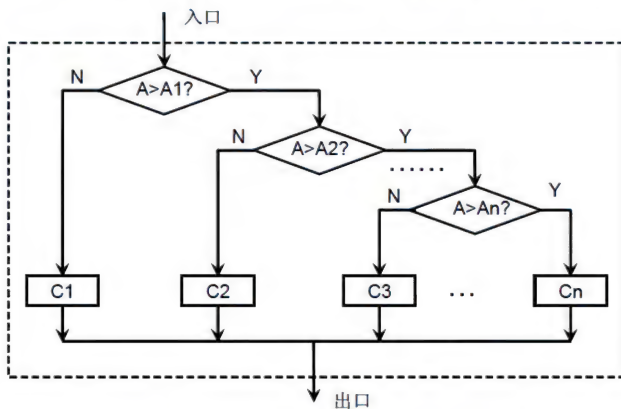 入口
N
A>A1?
Y
N
A>A2?
Y
......
N
A>An?
Y
C1
C2
C3
...
Cn
出口